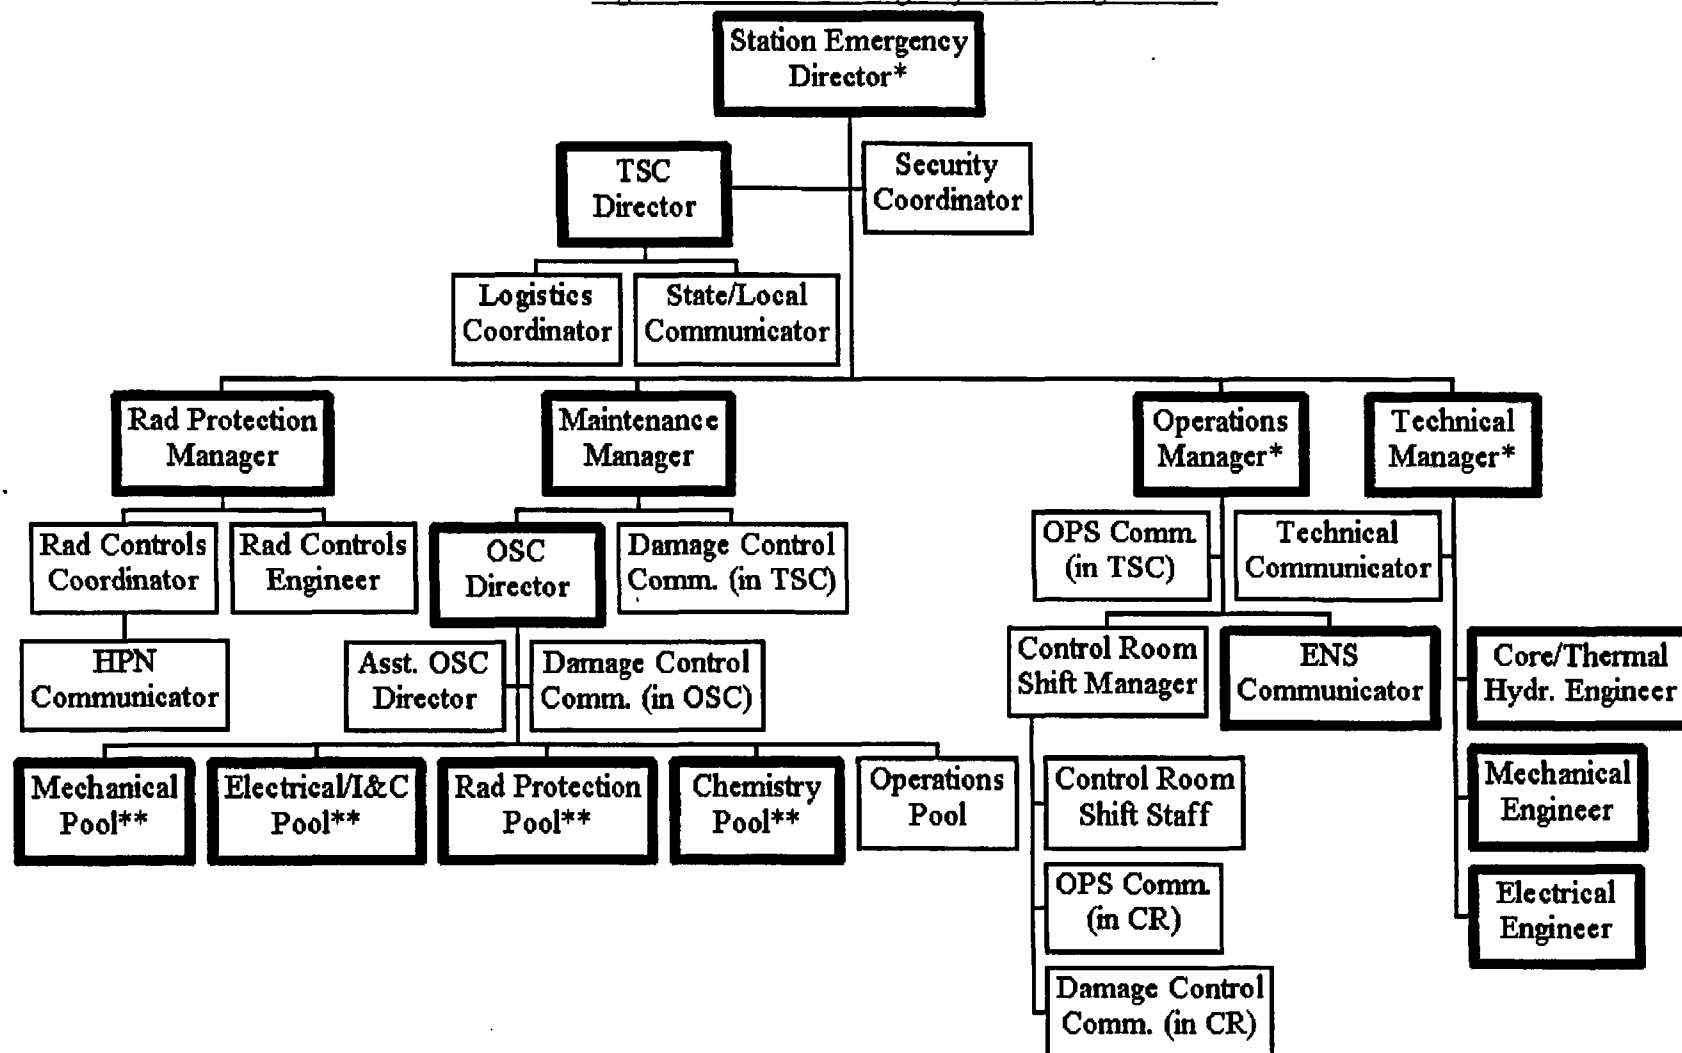 Station Emergency
Director*
TSC
Director
Security
Coordinator
Logistics
Coordinator
State/Local
Communicator
Rad Protection
Manager
Maintenance
Manager
Operations
Manager*
Technical
Manager*
Rad Controls
Coordinator
Rad Controls
Engineer
OSC
Director
Damage Control
Comm. (in TSC)
OPS Comm.
(in TSC)
Technical
Communicator
HPN
Communicator
Asst. OSC
Director
Damage Control
Comm. (in OSC)
Control Room
Shift Manager
ENS
Communicator
Core/Thermal
Hydr. Engineer
Mechanical
Pool**
Electrical/I&C
Pool**
Rad Protection
Pool**
Chemistry
Pool**
Operations
Pool
Control Room
Shift Staff
Mechanical
Engineer
OPS Comm.
(in CR)
Electrical
Engineer
Damage Control
Comm. (in CR)